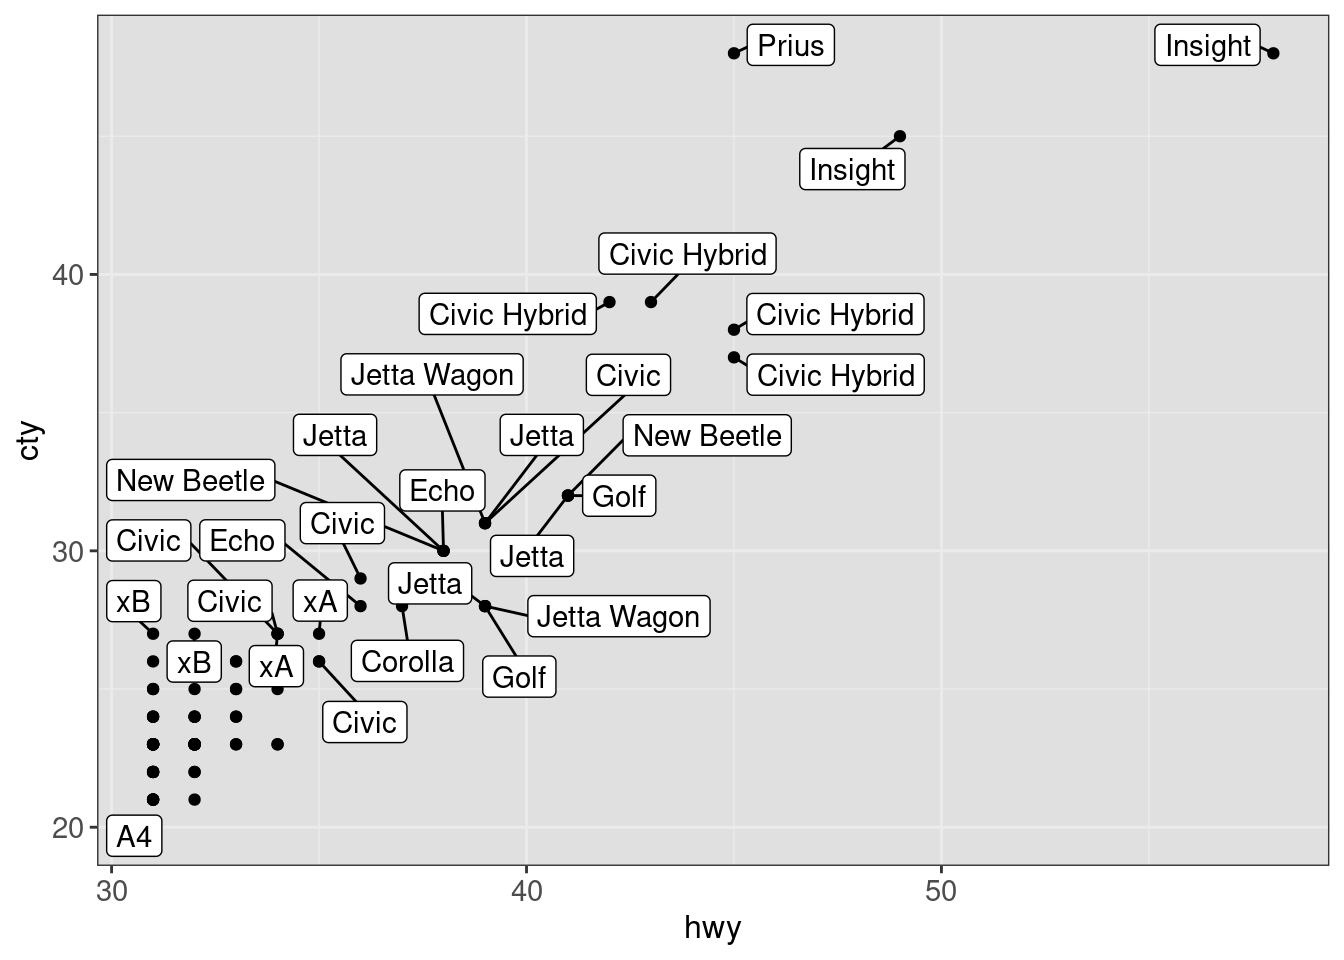 Prius
Insight
Insight
Civic Hybrid
40
Civic Hybrid
Civic Hybrid
Jetta Wagon
Civic
Civic Hybrid
cty
Jetta
Jetta
New Beetle
New Beetle
Echo
Golf
Civic
Civic
Echo
30
Jetta
Jetta
xB
Civic
xA
Jetta Wagon
xB
xA
Corolla
Golf
Civic
20
A4
30
40
50
hwy